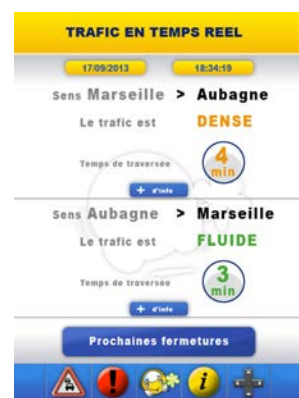 TRAFIC EN TEMPS REEL
17/09/2013 18:34:19
Sens Marseille > Aubagne
Le trafic est DENSE
Temps de traversée 4 min
+ d'info
Sens Aubagne > Marseille
Le trafic est FLUIDE
Temps de traversée 3 min
+ d'info
Prochaines fermetures